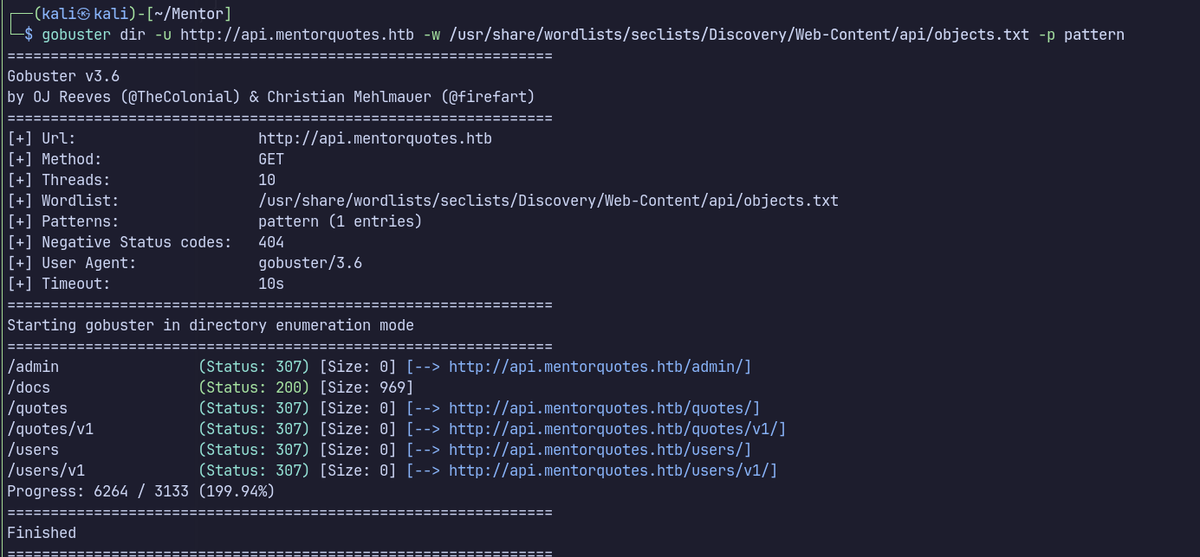 ┌──(kali㉿kali)-[~/Mentor]
└─$ gobuster dir -u http://api.mentorquotes.htb -w /usr/share/wordlists/seclists/Discovery/Web-Content/api/objects.txt -p pattern
===============================================================
Gobuster v3.6
by OJ Reeves (@TheColonial) & Christian Mehlmauer (@firefart)
===============================================================
[+] Url:                     http://api.mentorquotes.htb
[+] Method:                  GET
[+] Threads:                 10
[+] Wordlist:                /usr/share/wordlists/seclists/Discovery/Web-Content/api/objects.txt
[+] Patterns:                pattern (1 entries)
[+] Negative Status codes:   404
[+] User Agent:              gobuster/3.6
[+] Timeout:                 10s
===============================================================
Starting gobuster in directory enumeration mode
===============================================================
/admin                (Status: 307) [Size: 0] [--> http://api.mentorquotes.htb/admin/]
/docs                 (Status: 200) [Size: 969]
/quotes               (Status: 307) [Size: 0] [--> http://api.mentorquotes.htb/quotes/]
/quotes/v1            (Status: 307) [Size: 0] [--> http://api.mentorquotes.htb/quotes/v1/]
/users                (Status: 307) [Size: 0] [--> http://api.mentorquotes.htb/users/]
/users/v1             (Status: 307) [Size: 0] [--> http://api.mentorquotes.htb/users/v1/]
Progress: 6264 / 3133 (199.94%)
===============================================================
Finished
===============================================================